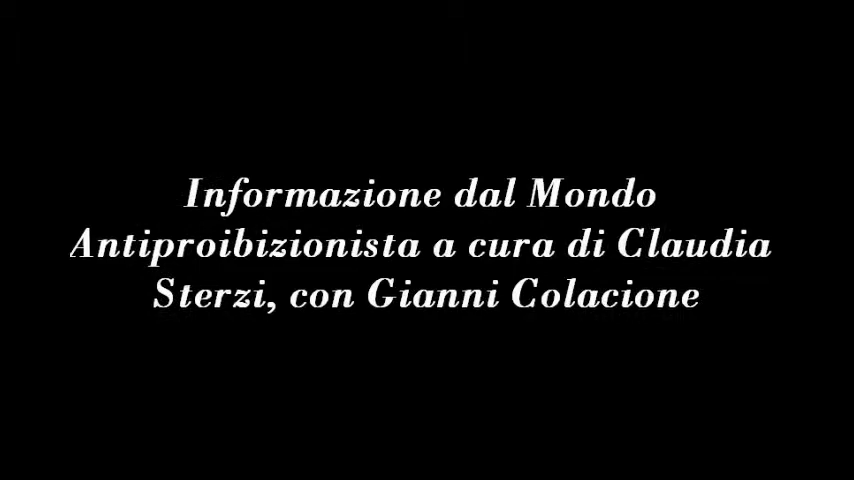 Informazione dal Mondo
Antiproibizionista a cura di Claudia
Sterzi, con Gianni Colacione